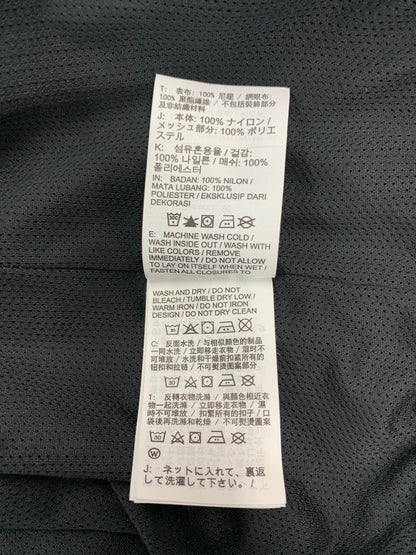 T: 表布: 100% 尼龍 / 網眼布:
100% 聚酯纖維 / 不包括裝飾部分
及非紡織材料
J: 本体: 100% ナイロン /
メッシュ部分: 100% ポリエ
ステル
K: 섬유혼용율 / 겉감:
100% 나일론 / 매쉬: 100%
폴리에스터
IN: BADAN: 100% NILON /
MATA LUBANG: 100%
POLIESTER / EKSKLUSIF DARI
DEKORASI
E: MACHINE WASH COLD /
WASH INSIDE OUT / WASH WITH
LIKE COLORS / REMOVE
IMMEDIATELY / DO NOT ALLOW
TO LAY ON ITSELF WHEN WET /
FASTEN ALL CLOSURES TO
WASH AND DRY / DO NOT
BLEACH / TUMBLE DRY LOW /
WARM IRON / DO NOT IRON
DESIGN / DO NOT DRY CLEAN
30
C: 反面水洗 / 与相似颜色的制品
一同水洗 / 立即移走衣物 / 湿时不
可堆放 / 水洗和干燥前扣紧所有的
钮扣和拉链 / 不可熨烫图案部分
30
T: 反轉衣物洗滌 / 與顏色相近衣
物一起洗滌 / 立即移走衣物 / 濕
時不可堆放 / 扣緊所有的扣子 / 口
袋後再洗滌和乾燥 / 不可熨燙圖案
30
W
J: ネットに入れて、裏返
して洗濯して下さい。 /